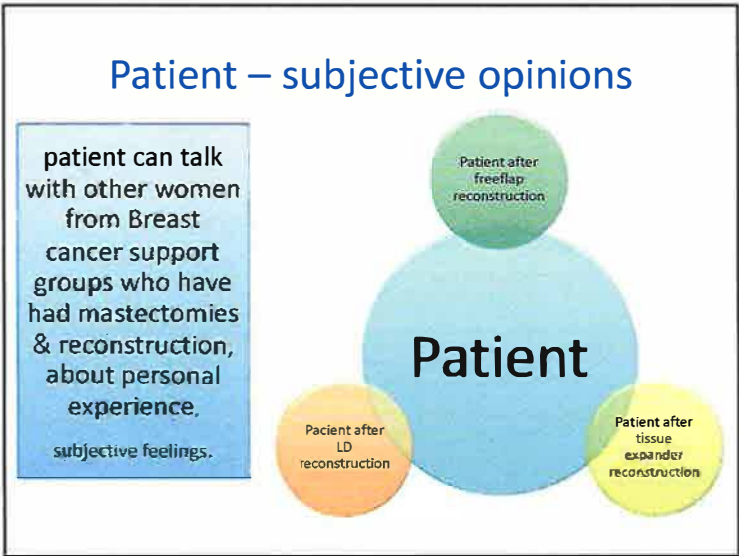 Patient – subjective opinions
patient can talk
with other women
from Breast
cancer support
groups who have
had mastectomies
& reconstruction,
about personal
experience,
subjective feelings.
Patient after
freeflap
reconstruction
Patient
Pacient after
LD
reconstruction
Patient after
tissue
expander
reconstruction